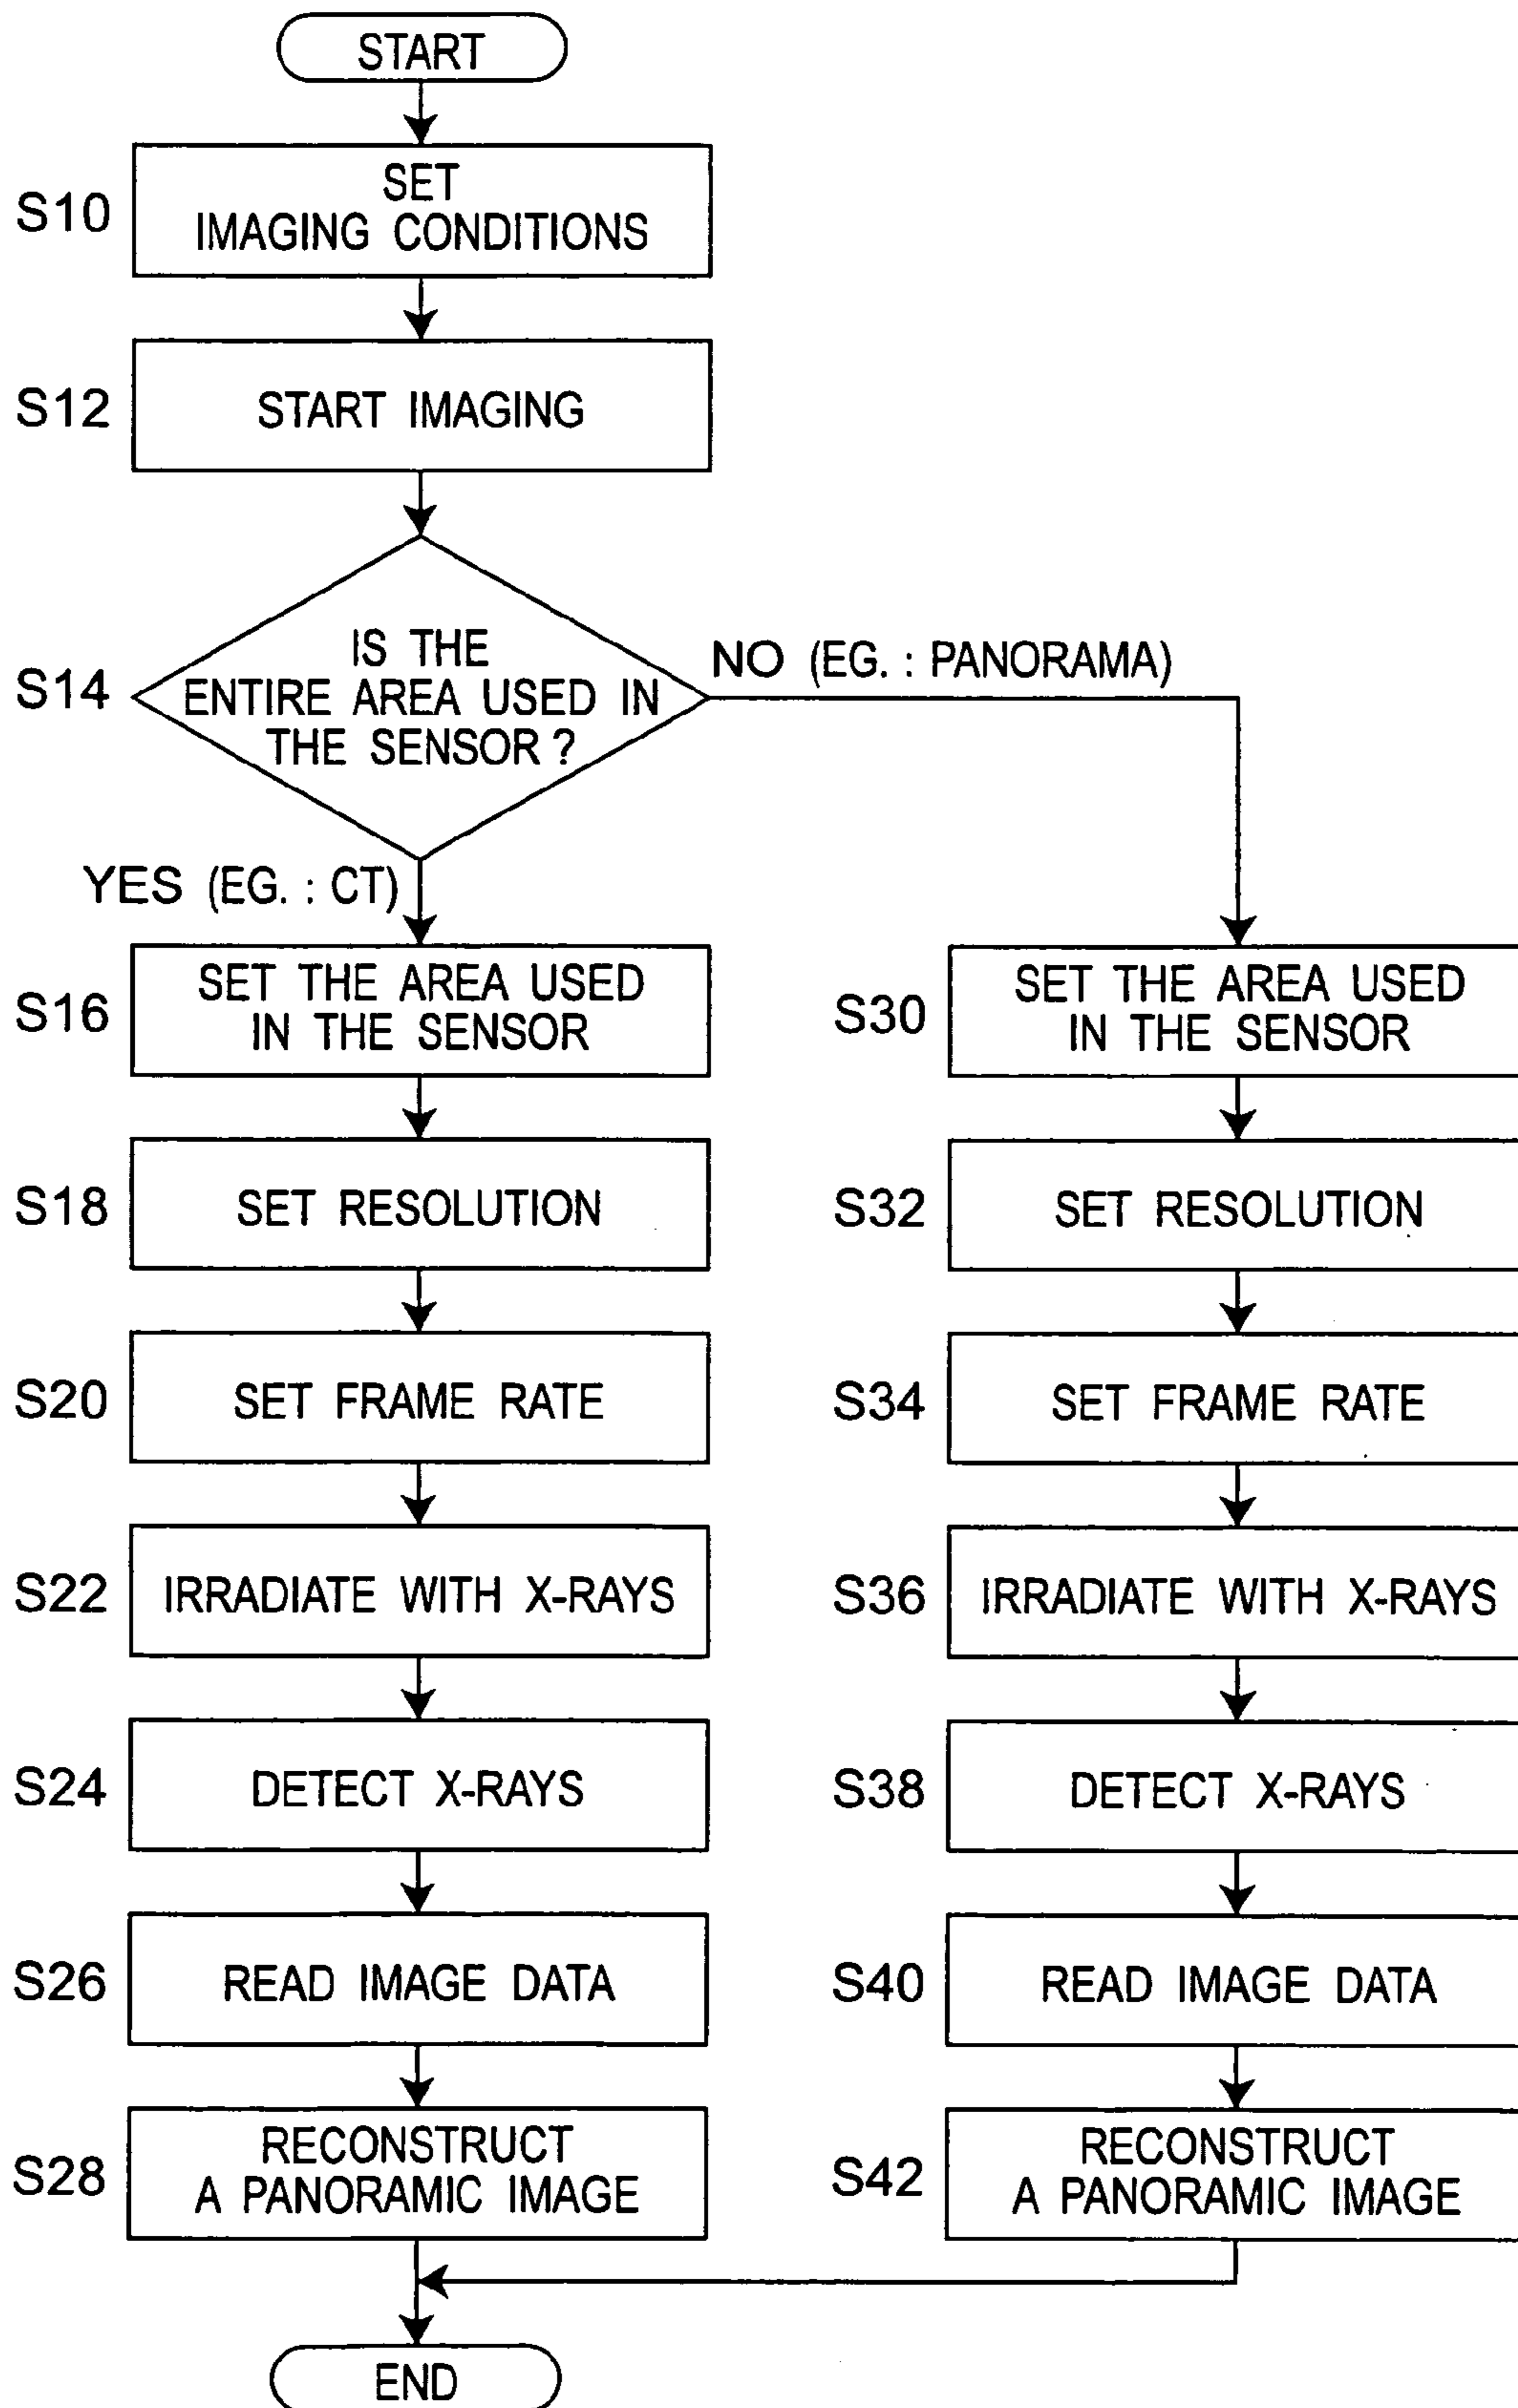 START
S10
SET
IMAGING CONDITIONS
S12
START IMAGING
S14
IS THE
ENTIRE AREA USED IN
THE SENSOR ?
NO (EG. : PANORAMA)
YES (EG. : CT)
S16
SET THE AREA USED
IN THE SENSOR
S18
SET RESOLUTION
S20
SET FRAME RATE
S22
IRRADIATE WITH X-RAYS
S24
DETECT X-RAYS
S26
READ IMAGE DATA
S28
RECONSTRUCT
A PANORAMIC IMAGE
S30
SET THE AREA USED
IN THE SENSOR
S32
SET RESOLUTION
S34
SET FRAME RATE
S36
IRRADIATE WITH X-RAYS
S38
DETECT X-RAYS
S40
READ IMAGE DATA
S42
RECONSTRUCT
A PANORAMIC IMAGE
END